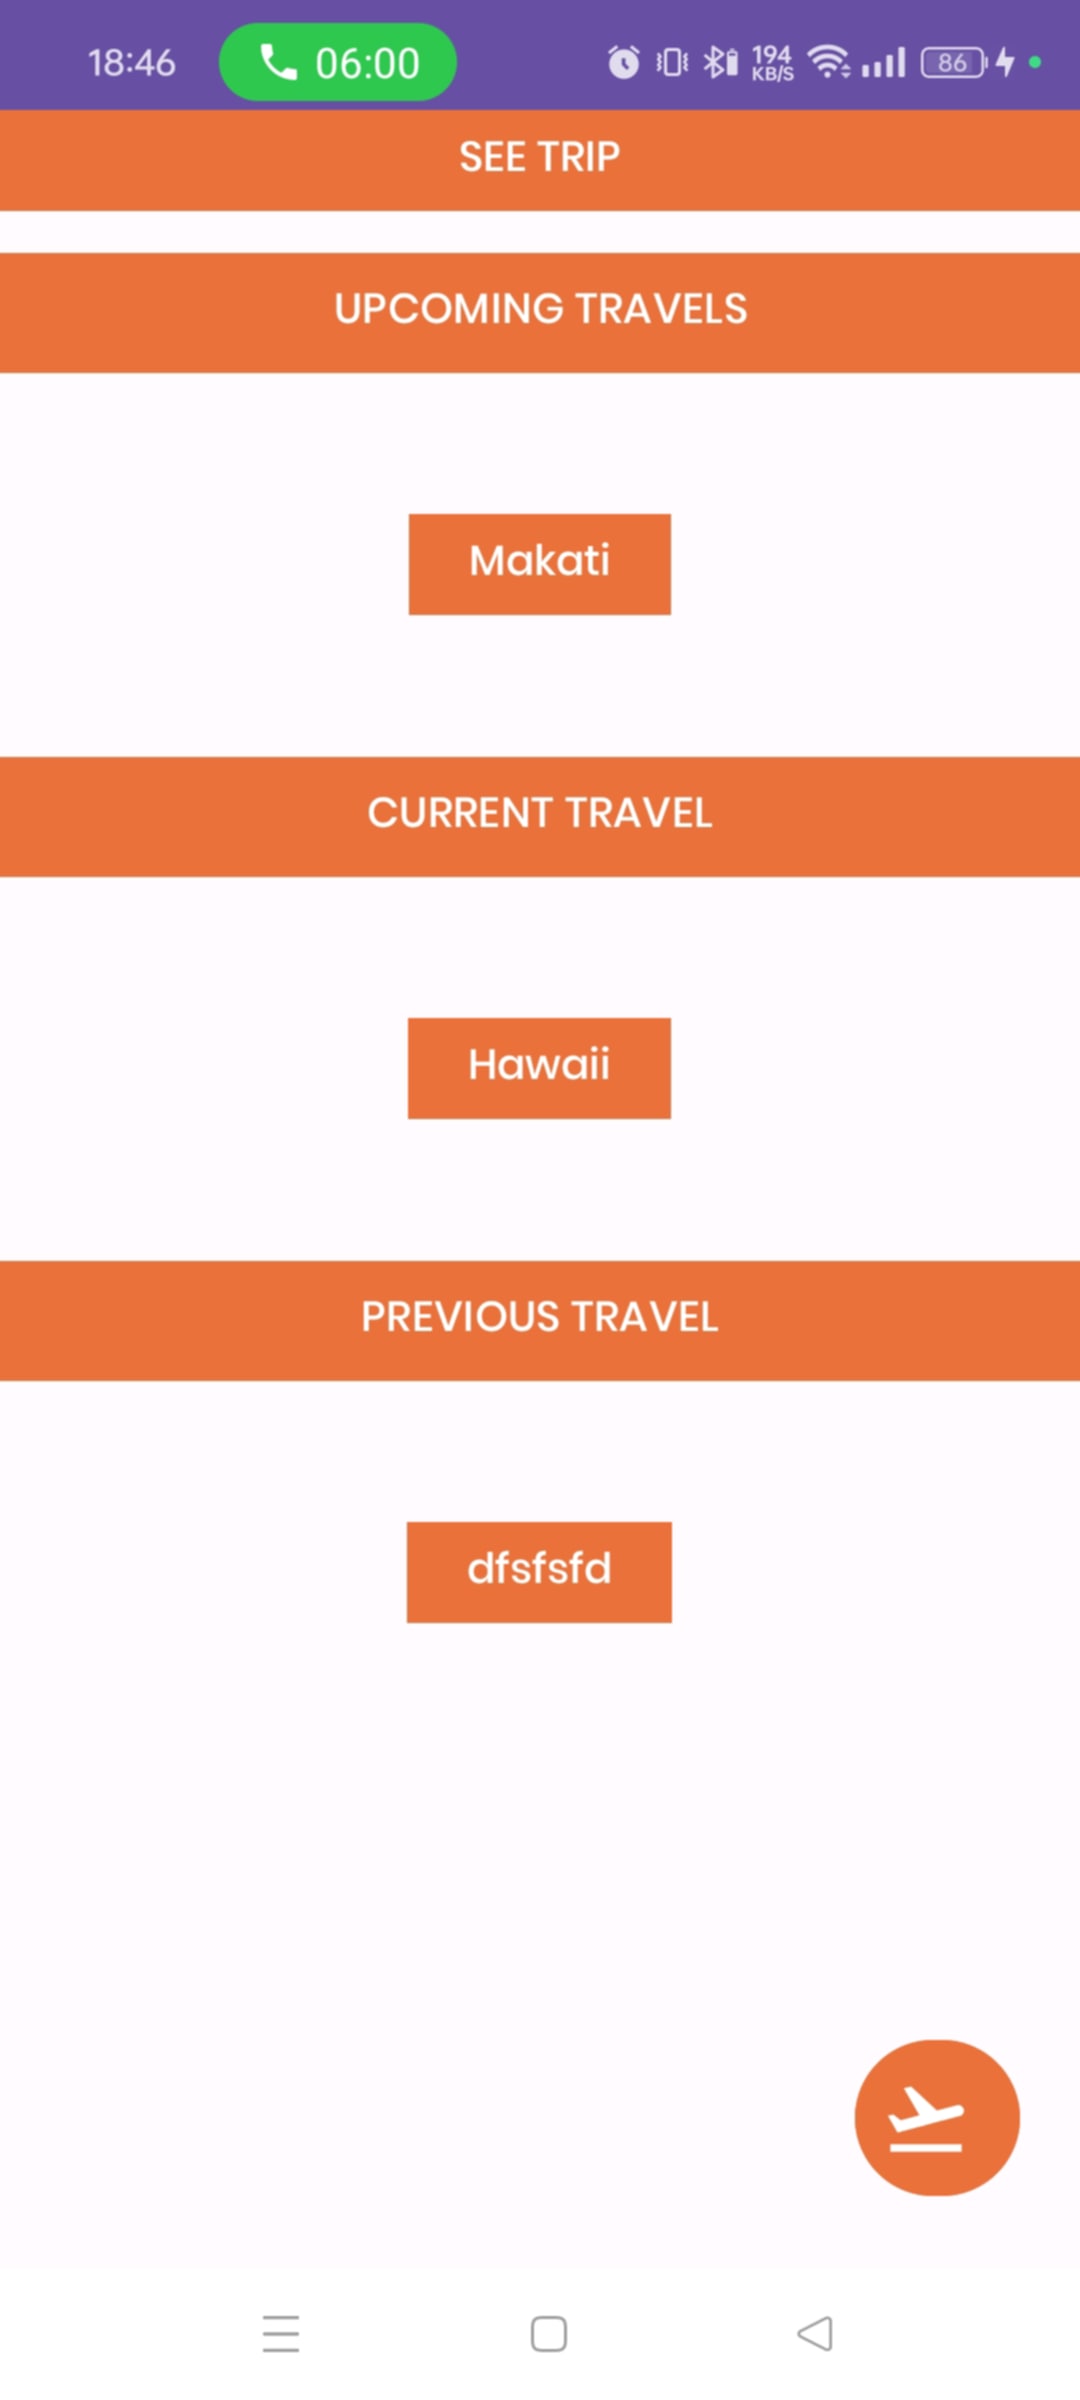 18:46
06:00
194
KB/S
86
SEE TRIP
UPCOMING TRAVELS
Makati
CURRENT TRAVEL
Hawaii
PREVIOUS TRAVEL
dfsfsfd